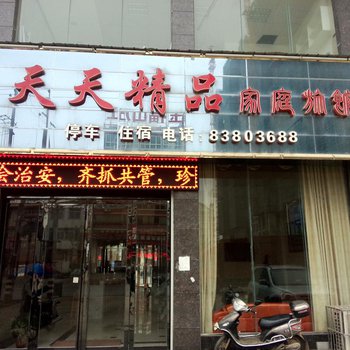 天天精品家庭旅馆
停车 住宿 电话:83803688
会治安,齐抓共管,珍